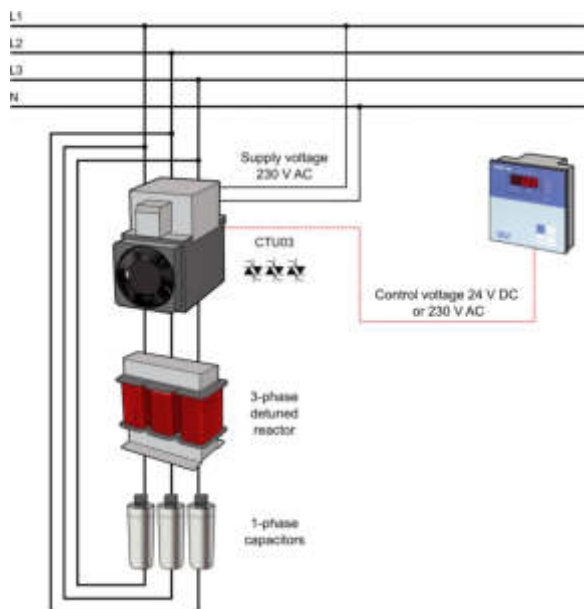 L1
L2
L3
N
Supply voltage
230 V AC
CTU03
Control voltage 24 V DC
or 230 V AC
3-phase
detuned
reactor
1-phase
capacitors